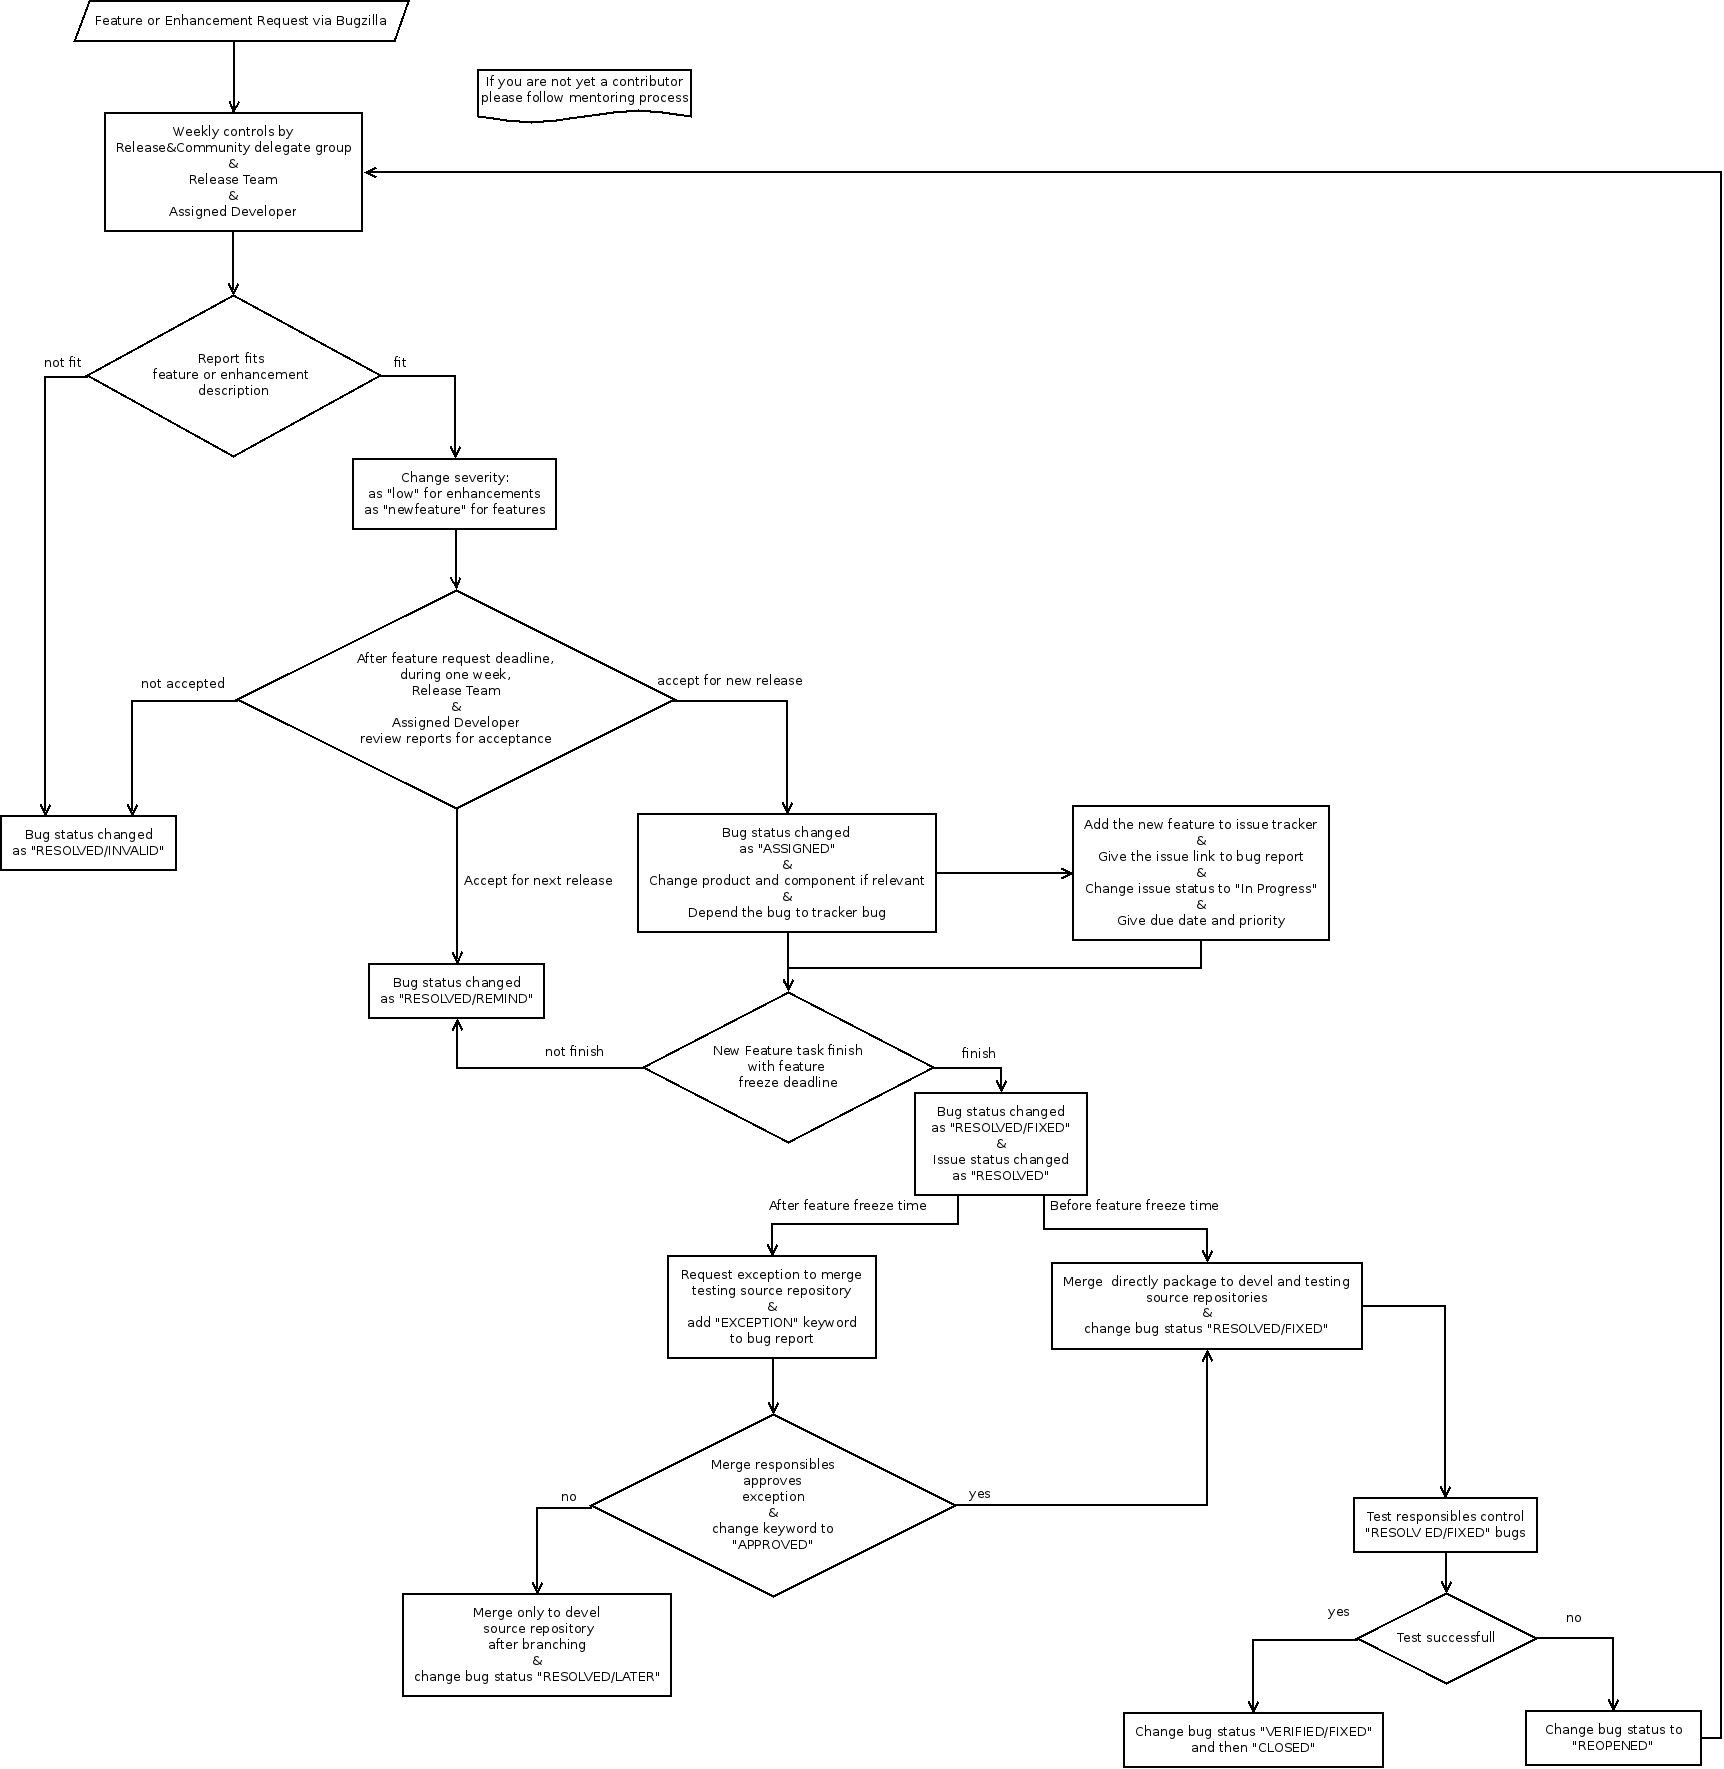 Feature or Enhancement Request via Bugzilla
If you are not yet a contributor
please follow mentoring process
Weekly controls by
Release&Community delegate group
&
Release Team
&
Assigned Developer
not fit
Report fits
feature or enhancement
description
fit
Change severity:
as "low" for enhancements
as "newfeature" for features
not accepted
After feature request deadline,
during one week,
Release Team
&
Assigned Developer
review reports for acceptance
accept for new release
Bug status changed
as "RESOLVED/INVALID"
Accept for next release
Bug status changed
as "ASSIGNED"
&
Change product and component if relevant
&
Depend the bug to tracker bug
Add the new feature to issue tracker
&
Give the issue link to bug report
&
Change issue status to "In Progress"
&
Give due date and priority
Bug status changed
as "RESOLVED/REMIND"
not finish
New Feature task finish
with feature
freeze deadline
finish
Bug status changed
as "RESOLVED/FIXED"
&
Issue status changed
as "RESOLVED"
After feature freeze time
Before feature freeze time
Request exception to merge
testing source repository
&
add "EXCEPTION" keyword
to bug report
Merge  directly package to devel and testing
source repositories
&
change bug status "RESOLVED/FIXED"
no
Merge responsibles
approves
exception
&
change keyword to
"APPROVED"
yes
Test responsibles control
"RESOLV ED/FIXED" bugs
Merge only to devel
source repository
after branching
&
change bug status "RESOLVED/LATER"
yes
Test successfull
no
Change bug status "VERIFIED/FIXED"
and then "CLOSED"
Change bug status to
"REOPENED"